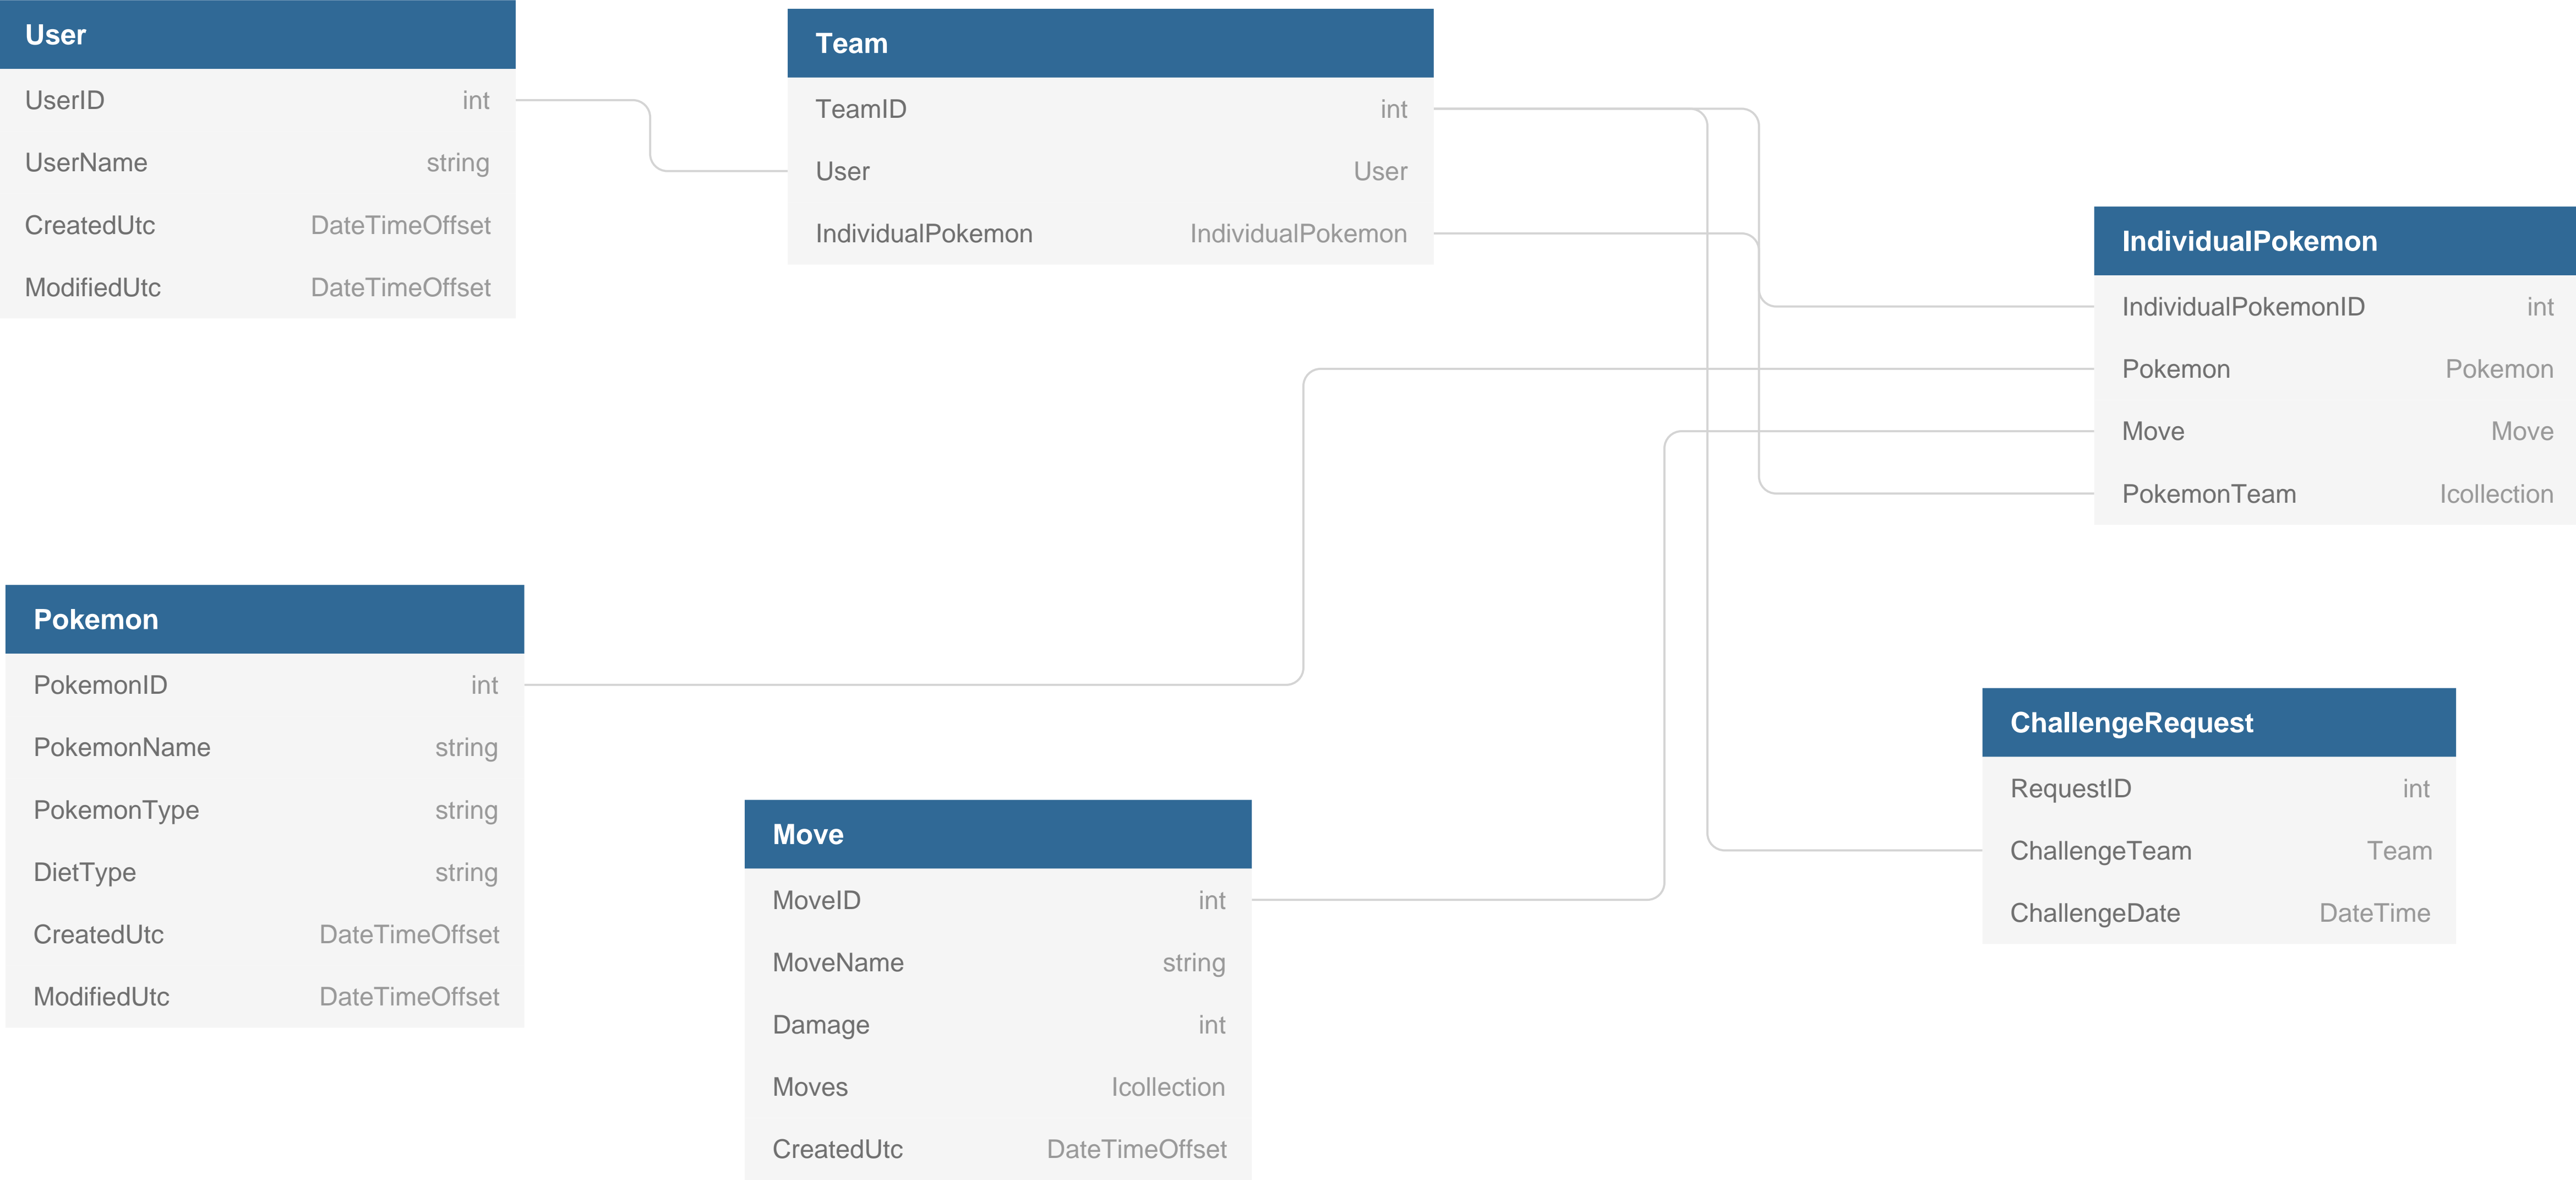 User
UserID int
UserName string
CreatedUtc DateTimeOffset
ModifiedUtc DateTimeOffset
Team
TeamID int
User User
IndividualPokemon IndividualPokemon
IndividualPokemon
IndividualPokemonID int
Pokemon Pokemon
Move Move
PokemonTeam Icollection
Pokemon
PokemonID int
PokemonName string
PokemonType string
DietType string
CreatedUtc DateTimeOffset
ModifiedUtc DateTimeOffset
Move
MoveID int
MoveName string
Damage int
Moves Icollection
CreatedUtc DateTimeOffset
ChallengeRequest
RequestID int
ChallengeTeam Team
ChallengeDate DateTime